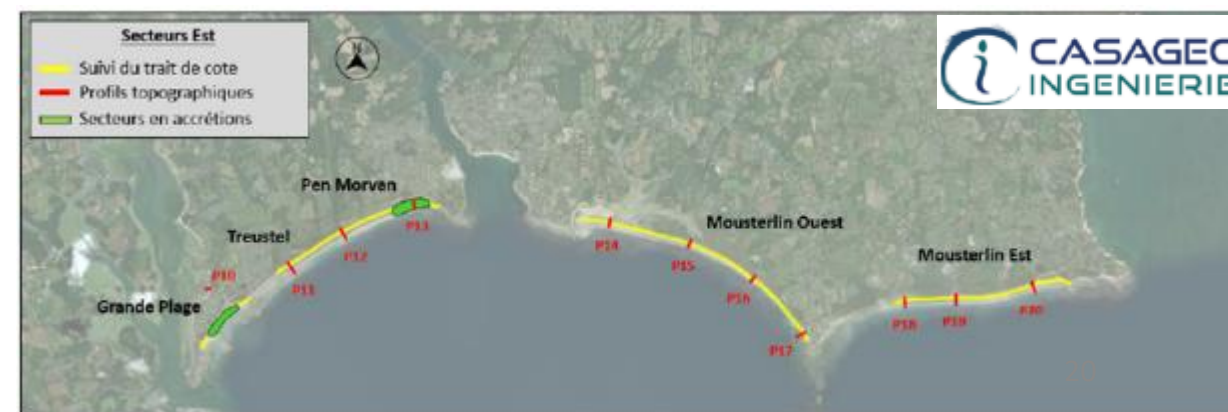 Secteurs Est
Suivi du trait de cote
Profils topographiques
Secteurs en accrétions
N
CASAGEC
INGENIERIE
Pen Morvan
P13
Treustel
P12
P10
P11
Grande Plage
P14
Mousterlin Ouest
P15
P16
P17
Mousterlin Est
P18
P19
P20